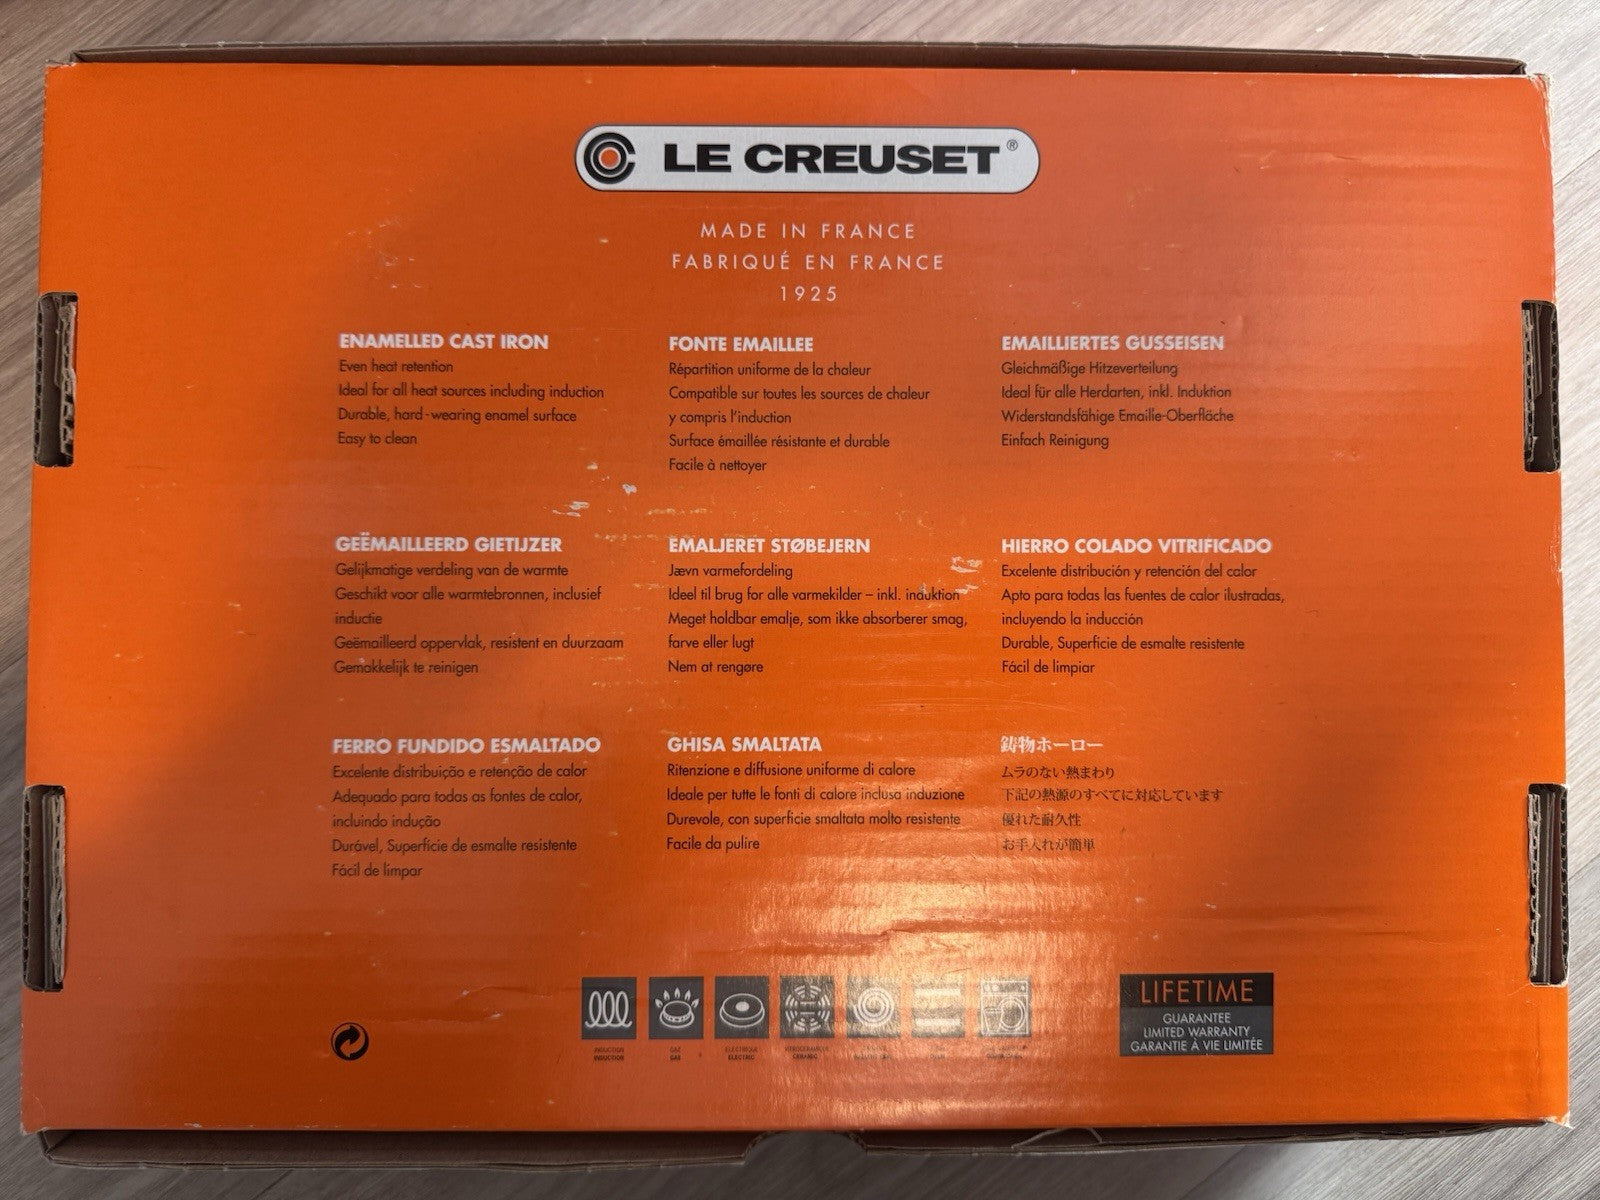 LE CREUSET®
MADE IN FRANCE
FABRIQUÉ EN FRANCE
1925
ENAMELLED CAST IRON
Even heat retention
Ideal for all heat sources including induction
Durable, hard-wearing enamel surface
Easy to clean
FONTE EMAILLEE
Répartition uniforme de la chaleur
Compatible sur toutes les sources de chaleur
y compris l'induction
Surface émaillée résistante et durable
Facile à nettoyer
EMAILLIERTES GUSSEISEN
Gleichmäßige Hitzeverteilung
Ideal für alle Herdarten, inkl. Induktion
Widerstandsfähige Emaille-Oberfläche
Einfach Reinigung
GEËMAILLEERD GIETIJZER
Gelijkmatige verdeling van de warmte
Geschikt voor alle warmtebronnen, inclusief
inductie
Geëmailleerd oppervlak, resistent en duurzaam
Gemakkelijk te reinigen
EMALJERET STØBEJERN
Jævn varmefordeling
Ideel til brug for alle varmekilder – inkl. induktion
Meget holdbar emalje, som ikke absorberer smag,
farve eller lugt
Nem at rengøre
HIERRO COLADO VITRIFICADO
Excelente distribución y retención del calor
Apto para todas las fuentes de calor ilustradas,
incluyendo la inducción
Durable, Superficie de esmalte resistente
Fácil de limpiar
FERRO FUNDIDO ESMALTADO
Excelente distribuição e retenção de calor
Adequado para todas as fontes de calor,
incluindo indução
Durável, Superficie de esmalte resistente
Fácil de limpar
GHISA SMALTATA
Ritenzione e diffusione uniforme di calore
Ideale per tutte le fonti di calore inclusa induzione
Durevole, con superficie smaltata molto resistente
Facile da pulire
鋳物ホーロー
ムラのない熱まわり
下記の熱源のすべてに対応しています
優れた耐久性
お手入れが簡単
INDUCTION
INDUCTION
GAZ
GAS
ELECTRIQUE
ELECTRIC
VITROCERAMIQUE
CERAMIC
LIFETIME
GUARANTEE
LIMITED WARRANTY
GARANTIE À VIE LIMITÉE